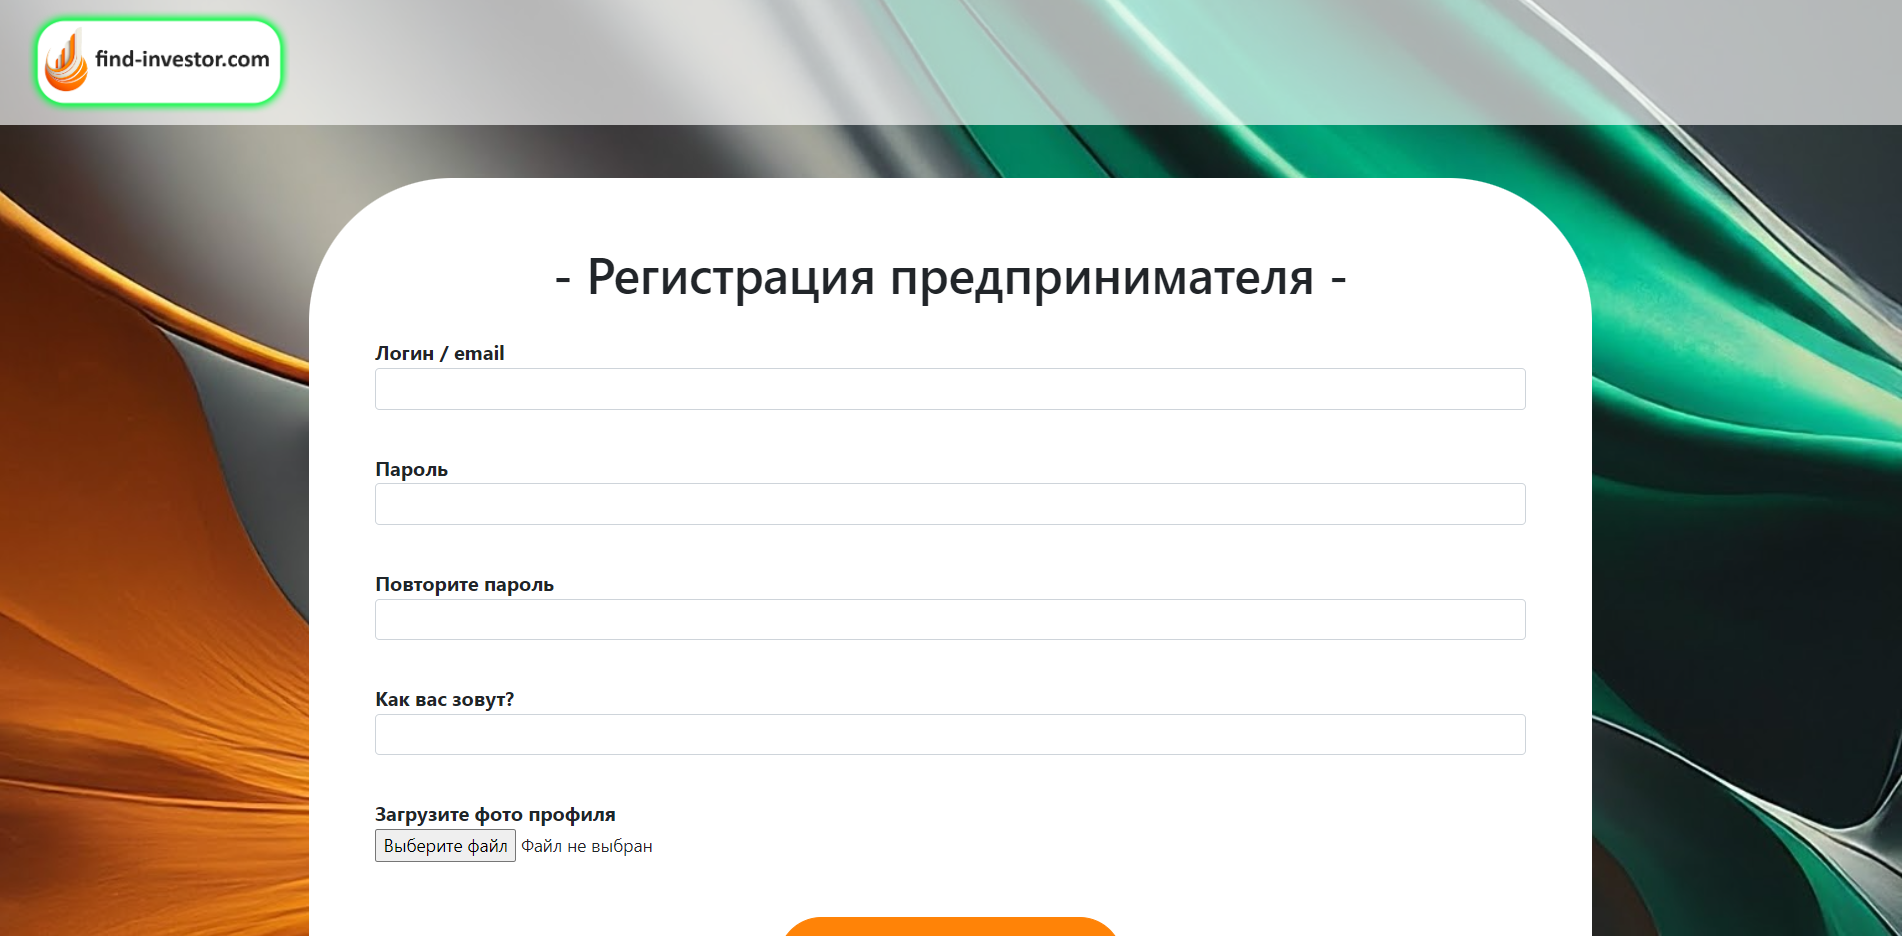 find-investor.com
- Регистрация предпринимателя -
Логин / email
Пароль
Повторите пароль
Как вас зовут?
Загрузите фото профиля
Выберите файл Файл не выбран